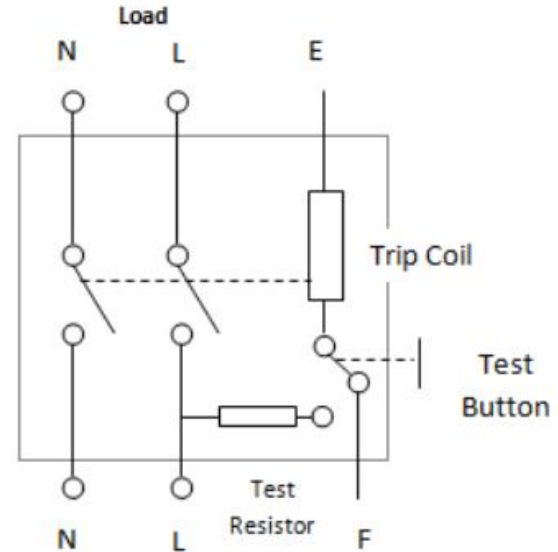 Load
N L E
Trip Coil
Test
Button
Test
Resistor
N L F